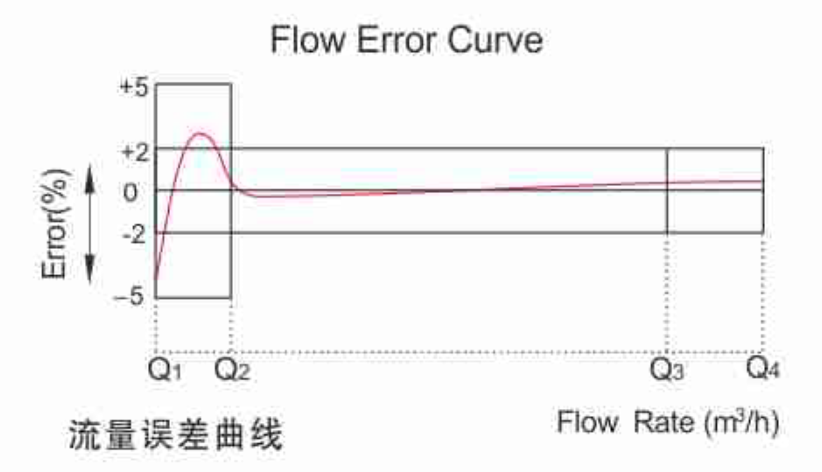 Flow Error Curve
+5
+2
0
-2
–5
Error(%)
Q1 Q2 Q3 Q4
流量误差曲线
Flow Rate (m³/h)